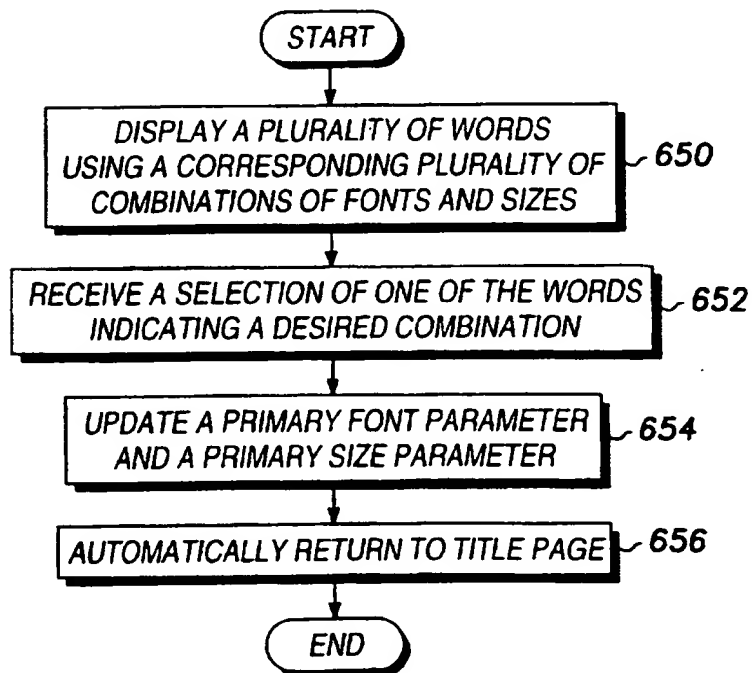 START
DISPLAY A PLURALITY OF WORDS
USING A CORRESPONDING PLURALITY OF
COMBINATIONS OF FONTS AND SIZES
650
RECEIVE A SELECTION OF ONE OF THE WORDS
INDICATING A DESIRED COMBINATION
652
UPDATE A PRIMARY FONT PARAMETER
AND A PRIMARY SIZE PARAMETER
654
AUTOMATICALLY RETURN TO TITLE PAGE
656
END